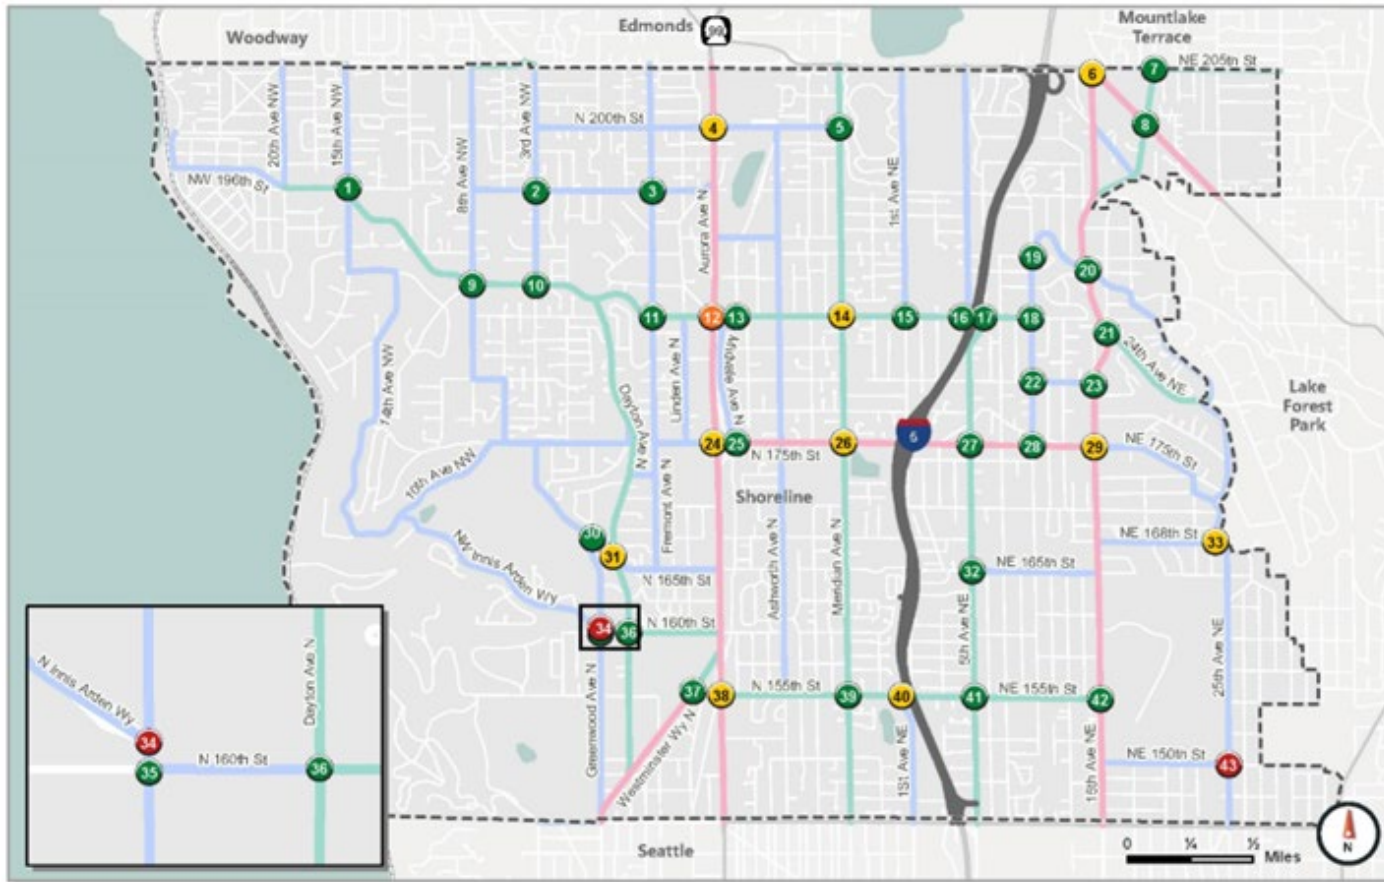 Woodway
Edmonds
99
Mountlake
Terrace
6
7
NE 205th St
20th Ave NW
15th Ave NW
8th Ave NW
3rd Ave NW
N 200th St
4
5
8
NW 196th St
1
2
3
Aurora Ave N
1st Ave NE
9
10
19
20
11
12
13
14
15
16
17
18
21
24th Ave NE
14th Ave NW
Dayton Ave N
Linden Ave N
Midvale Ave N
22
23
Lake
Forest
Park
24
25
N 175th St
26
5
27
28
29
NE 175th St
10th Ave NW
Fremont Ave N
Shoreline
Ashworth Ave N
Meridian Ave N
30
31
NW Innis Arden Wy
N 165th St
32
NE 165th St
NE 168th St
33
34
36
N 160th St
5th Ave NE
25th Ave NE
Greenwood Ave N
37
38
N 155th St
39
40
41
NE 155th St
42
Westminster Wy N
1St Ave NE
15th Ave NE
NE 150th St
43
N Innis Arden Wy
Dayton Ave N
34
35
N 160th St
36
Seattle
0
¼
½
Miles
N